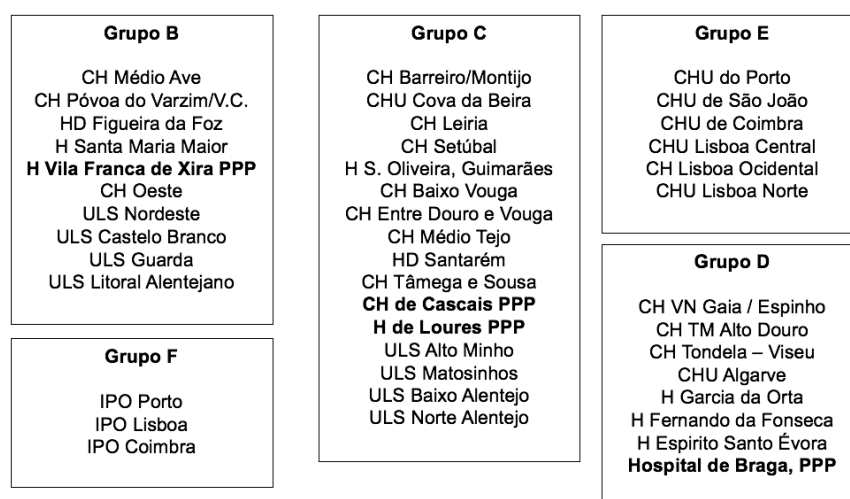 Grupo B
CH Médio Ave
CH Póvoa do Varzim/V.C.
HD Figueira da Foz
H Santa Maria Maior
H Vila Franca de Xira PPP
CH Oeste
ULS Nordeste
ULS Castelo Branco
ULS Guarda
ULS Litoral Alentejano
Grupo F
IPO Porto
IPO Lisboa
IPO Coimbra
Grupo C
CH Barreiro/Montijo
CHU Cova da Beira
CH Leiria
CH Setúbal
H S. Oliveira, Guimarães
CH Baixo Vouga
CH Entre Douro e Vouga
CH Médio Tejo
HD Santarém
CH Tâmega e Sousa
CH de Cascais PPP
H de Loures PPP
ULS Alto Minho
ULS Matosinhos
ULS Baixo Alentejo
ULS Norte Alentejo
Grupo E
CHU do Porto
CHU de São João
CHU de Coimbra
CHU Lisboa Central
CH Lisboa Ocidental
CHU Lisboa Norte
Grupo D
CH VN Gaia / Espinho
CH TM Alto Douro
CH Tondela – Viseu
CHU Algarve
H Garcia da Orta
H Fernando da Fonseca
H Espirito Santo Évora
Hospital de Braga, PPP